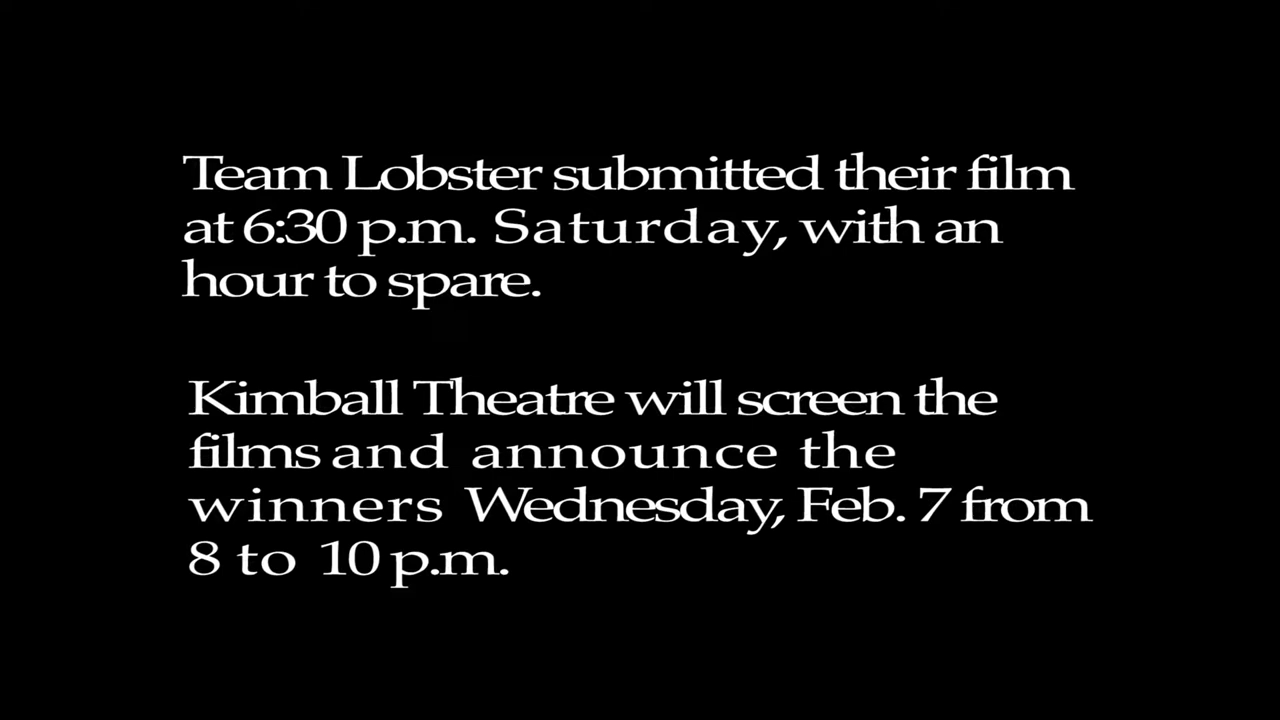 Team Lobster submitted their film
at 6:30 p.m. Saturday, with an
hour to spare.
Kimball Theatre will screen the
films and announce the
winners Wednesday, Feb. 7 from
8 to 10 p.m.